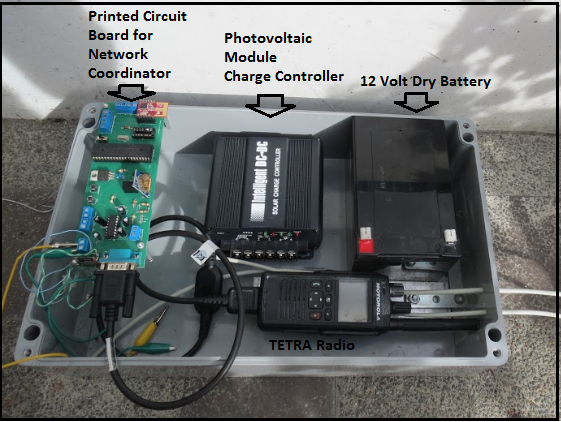 Printed Circuit
Board for
Network
Coordinator
Photovoltaic
Module
Charge Controller
12 Volt Dry Battery
Intelligent DC-DC
SOLAR CHARGE CONTROLLER
MOTOROLA
TETRA Radio